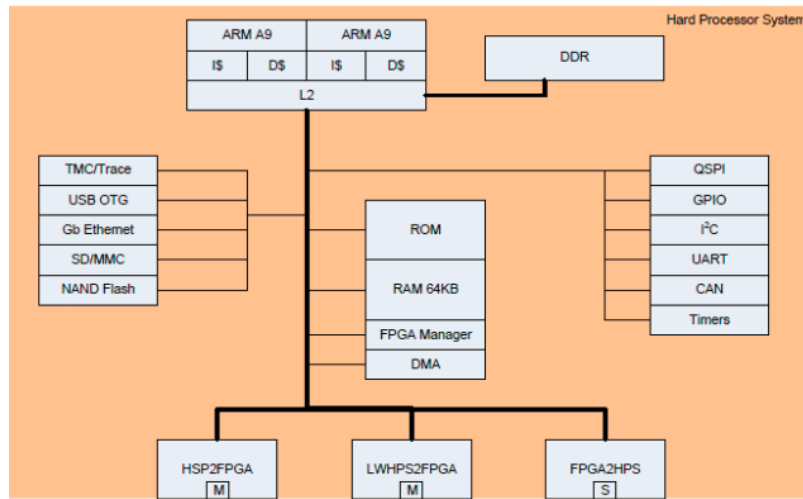 Hard Processor System
ARM A9 ARM A9
I$ D$ I$ D$
L2
DDR
TMC/Trace
USB OTG
Gb Ethernet
SD/MMC
NAND Flash
ROM
RAM 64KB
FPGA Manager
DMA
QSPI
GPIO
I²C
UART
CAN
Timers
HSP2FPGA
M
LWHPS2FPGA
M
FPGA2HPS
S